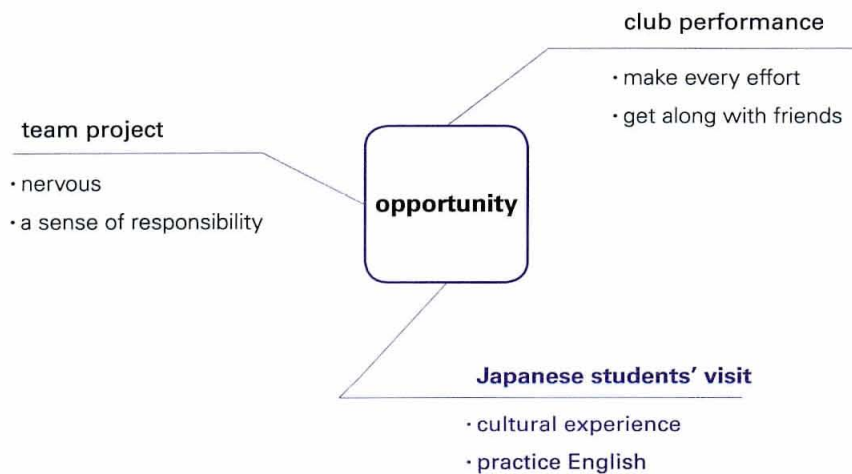 club performance
· make every effort
· get along with friends
team project
· nervous
· a sense of responsibility
opportunity
Japanese students' visit
· cultural experience
· practice English